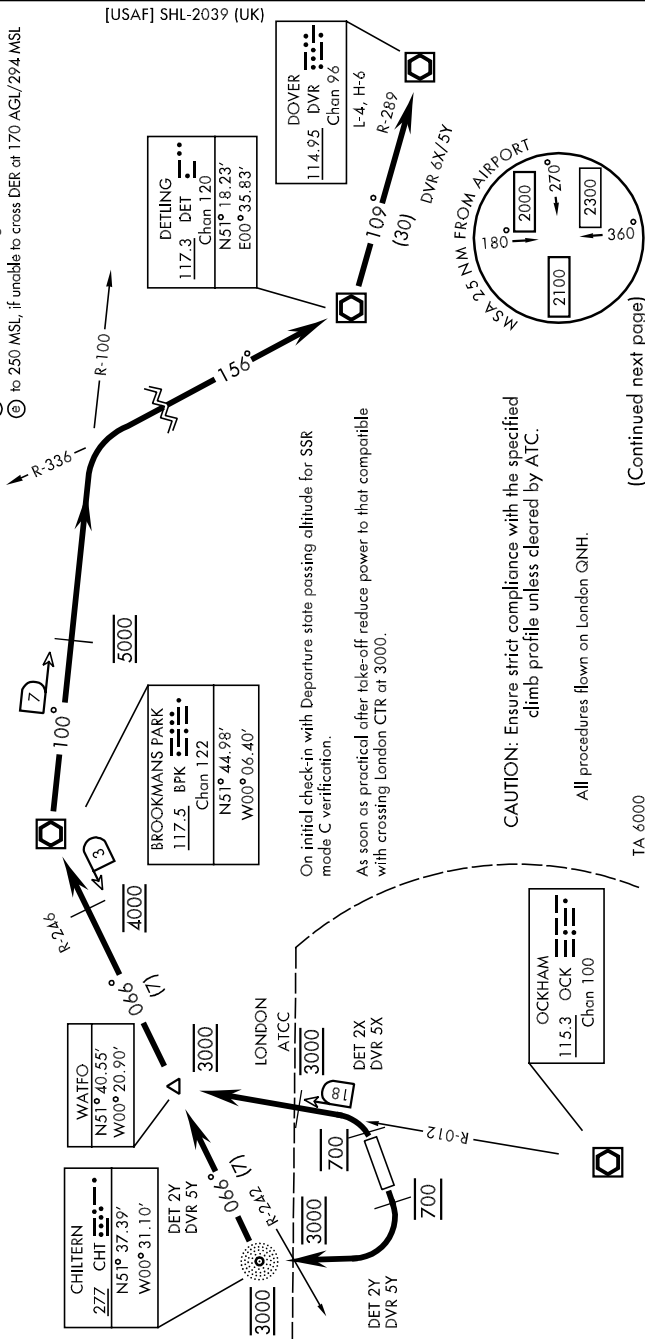 [USAF] SHL-2039 (UK)
ⓔ to 250 MSL, if unable to cross DER at 170 AGL/294 MSL
DOVER
114.95 DVR
Chan 96
L-4, H-6
R-289
109°
(30)
DVR 6X/5Y
DETLING
117.3 DET
Chan 120
N51° 18.23′
E00° 35.83′
156°
R-100
R-336
5000
7
100°
BROOKMANS PARK
117.5 BPK
Chan 122
N51° 44.98′
W00° 06.40′
3
4000
R-246
066°
(7)
WATFO
N51° 40.55′
W00° 20.90′
3000
CHILTERN
277 CHT
N51° 37.39′
W00° 31.10′
DET 2Y
DVR 5Y
066°
(7)
R-242
3000
3000
LONDON
ATCC
3000
DET 2X
DVR 5X
18
700
700
R-012
DET 2Y
DVR 5Y
OCKHAM
115.3 OCK
Chan 100
On initial check-in with Departure state passing altitude for SSR
mode C verification.
As soon as practical after take-off reduce power to that compatible
with crossing London CTR at 3000.
CAUTION: Ensure strict compliance with the specified
climb profile unless cleared by ATC.
All procedures flown on London QNH.
TA 6000
MSA 25 NM FROM AIRPORT
180°
2000
270°
2100
2300
360°
(Continued next page)